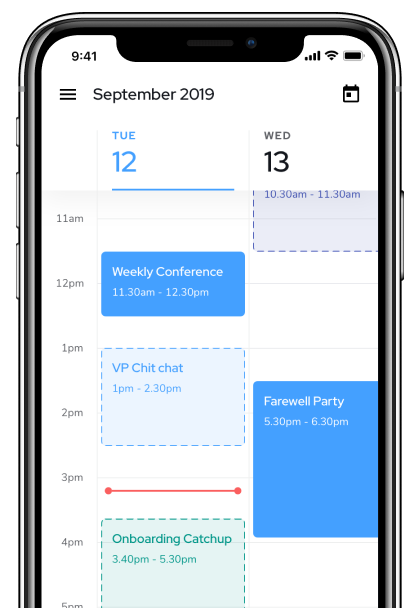 9:41
September 2019
TUE
12
WED
13
10.30am - 11.30am
11am
Weekly Conference
11.30am - 12.30pm
12pm
1pm
VP Chit chat
1pm - 2.30pm
Farewell Party
5.30pm - 6.30pm
2pm
3pm
Onboarding Catchup
3.40pm - 5.30pm
4pm
5pm